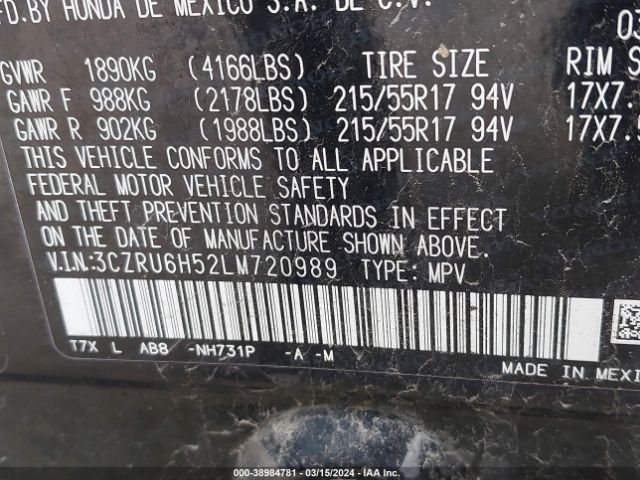 FD.BY HONDA DE MEXICO S.A. DE C.V.
03
GVWR 1890KG (4166LBS) TIRE SIZE RIM S
GAWR F 988KG (2178LBS) 215/55R17 94V 17X7.
GAWR R 902KG (1988LBS) 215/55R17 94V 17X7.5
THIS VEHICLE CONFORMS TO ALL APPLICABLE
FEDERAL MOTOR VEHICLE SAFETY
AND THEFT PREVENTION STANDARDS IN EFFECT
ON THE DATE OF MANUFACTURE SHOWN ABOVE.
V.I.N:3CZRU6H52LM720989 TYPE: MPV
T7X L AB8 -NH731P -A -M
MADE IN MEXI
000-38984781 - 03/15/2024 - IAA Inc.